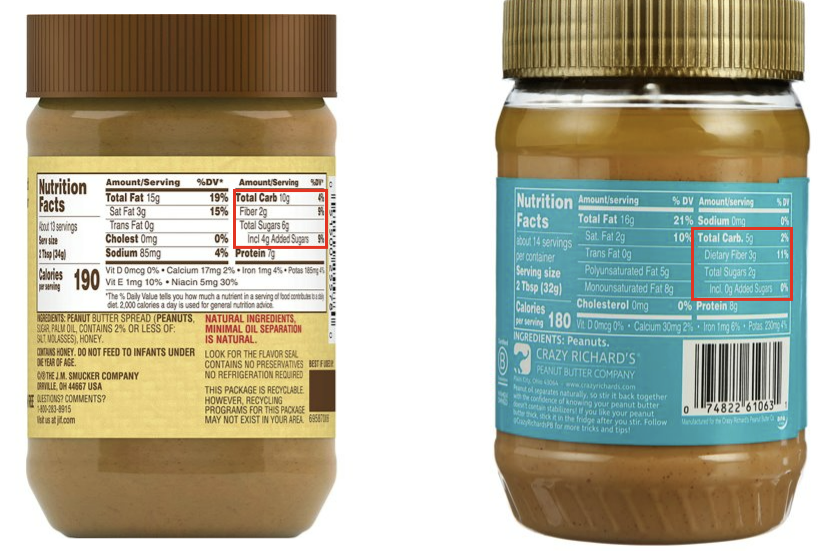 Nutrition
Facts
About 13 servings
Serv size
2 Tbsp (34g)
Calories
per serving
190
Amount/Serving %DV*
Total Fat 15g 19%
Sat Fat 3g 15%
Trans Fat 0g
Cholest 0mg 0%
Sodium 85mg 4%
Amount/Serving %DV*
Total Carb 10g 4%
Fiber 2g 9%
Total Sugars 6g
Incl 4g Added Sugars 9%
Protein 7g
Vit D 0mcg 0% • Calcium 17mg 2% • Iron 1mg 4% • Potas 185mg 4%
Vit E 1mg 10% • Niacin 5mg 30%
*The % Daily Value tells you how much a nutrient in a serving of food contributes to a daily
diet. 2,000 calories a day is used for general nutrition advice.
INGREDIENTS: PEANUT BUTTER SPREAD (PEANUTS,
SUGAR, PALM OIL, CONTAINS 2% OR LESS OF:
SALT, MOLASSES), HONEY.
CONTAINS HONEY. DO NOT FEED TO INFANTS UNDER
ONE YEAR OF AGE.
©/® THE J.M. SMUCKER COMPANY
ORRVILLE, OH 44667 USA
QUESTIONS? COMMENTS?
1-800-283-8915
Visit us at jif.com
NATURAL INGREDIENTS,
MINIMAL OIL SEPARATION
IS NATURAL.
LOOK FOR THE FLAVOR SEAL
CONTAINS NO PRESERVATIVES
NO REFRIGERATION REQUIRED
THIS PACKAGE IS RECYCLABLE.
HOWEVER, RECYCLING
PROGRAMS FOR THIS PACKAGE
MAY NOT EXIST IN YOUR AREA.
BEST IF USED BY
Nutrition
Facts
about 14 servings
per container
Serving size
2 Tbsp (32g)
Calories
per serving
180
Amount/serving % DV
Total Fat 16g 21%
Sat. Fat 2g 10%
Trans Fat 0g
Polyunsaturated Fat 5g
Monounsaturated Fat 8g
Cholesterol 0mg 0%
Amount/serving % DV
Sodium 0mg 0%
Total Carb. 5g 2%
Dietary Fiber 3g 11%
Total Sugars 2g
Incl. 0g Added Sugars 0%
Protein 8g
Vit. D 0mcg 0% • Calcium 30mg 2% • Iron 1mg 6% • Potas. 230mg 4%
INGREDIENTS: Peanuts.
CRAZY RICHARD'S
PEANUT BUTTER COMPANY
Plain City, Ohio 43064 www.crazyrichards.com
Peanut oil separates naturally, so stir it back together
with the confidence of knowing your peanut butter
doesn't contain stabilizers! If you like your peanut
butter thick, stick it in the fridge after you stir. Follow
@CrazyRichardsPB for more tricks and tips!
0 74822 61063
Manufactured for the Crazy Richard's Peanut Butter Co.